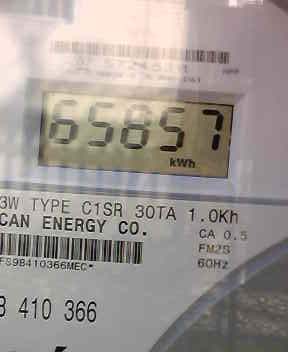 65857
kWh
3W TYPE C1SR 30TA 1.0Kh
CAN ENERGY CO.
CA 0.5
FM2S
60Hz
FS9B410366MEC*
B 410 366